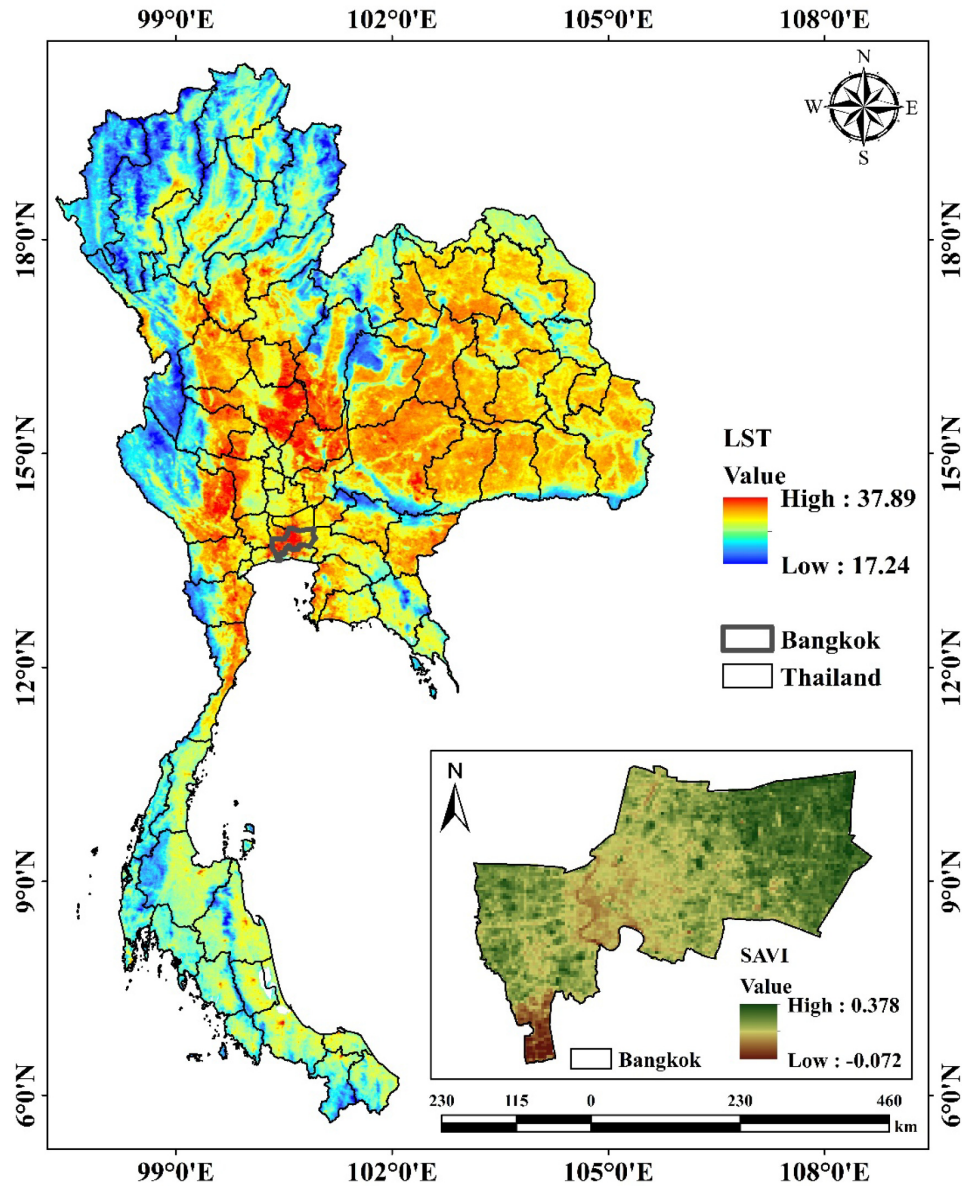 99°0'E 102°0'E 105°0'E 108°0'E
N
W E
S
18°0'N 18°0'N
15°0'N 15°0'N
LST
Value
High : 37.89
Low : 17.24
Bangkok
Thailand
12°0'N 12°0'N
N
9°0'N 9°0'N
SAVI
Value
High : 0.378
Bangkok
Low : -0.072
6°0'N 6°0'N
230 115 0 230 460
km
99°0'E 102°0'E 105°0'E 108°0'E